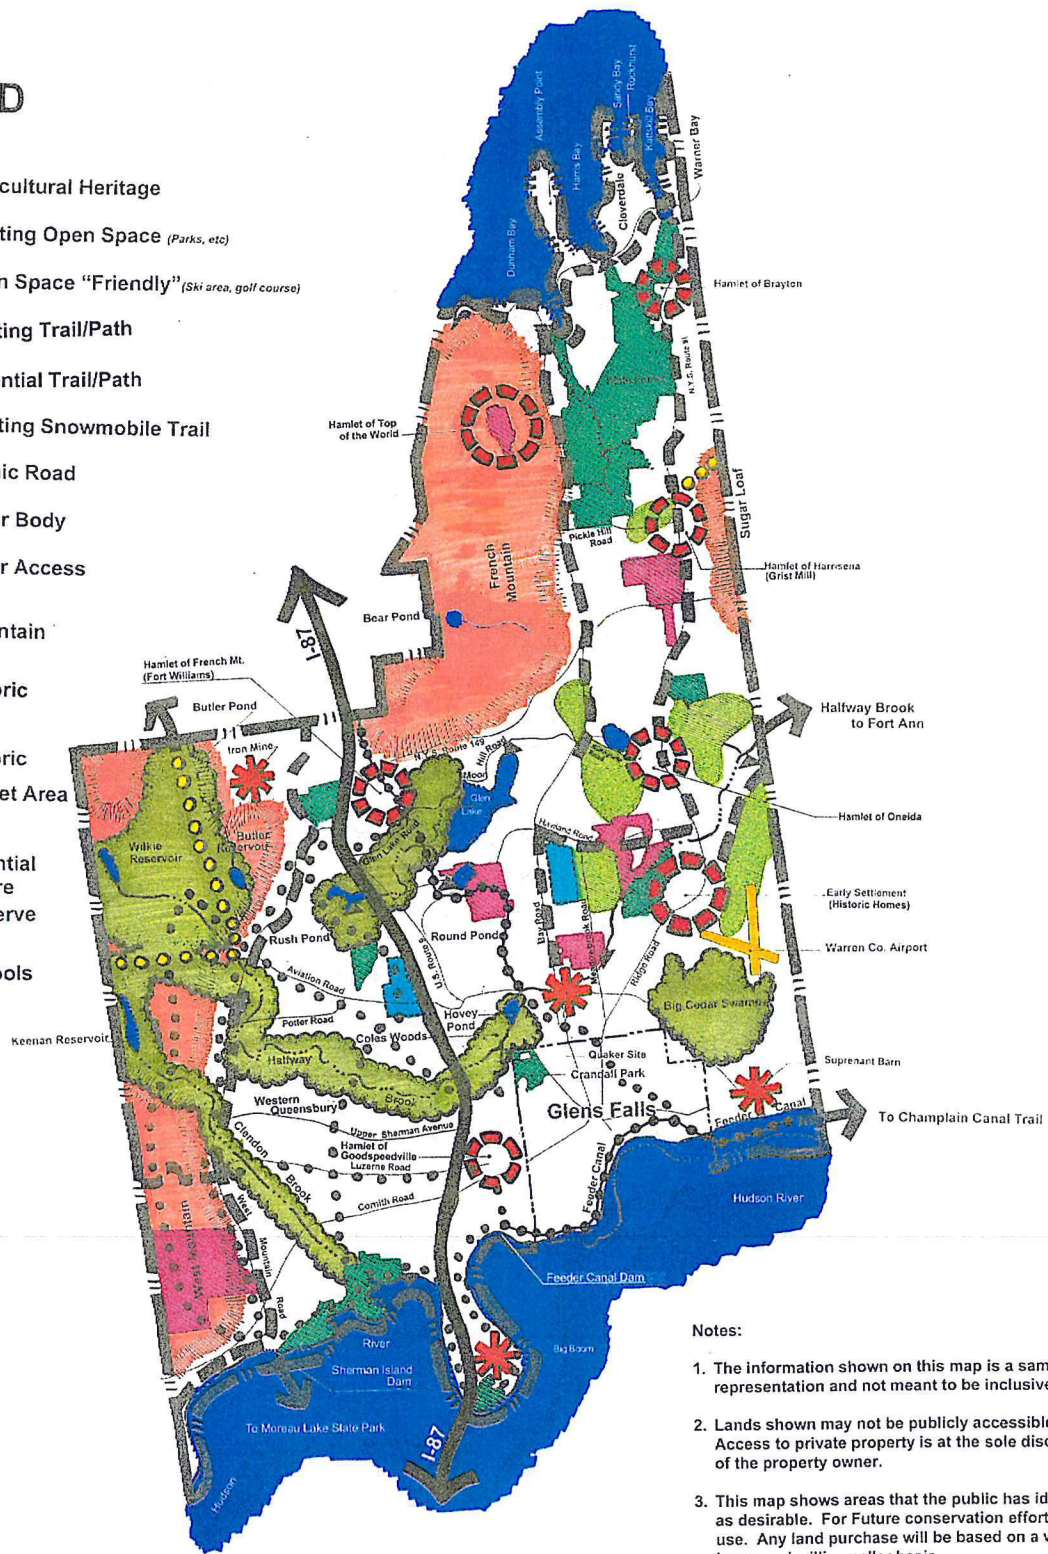 D
cultural Heritage
ting Open Space (Parks, etc)
n Space “Friendly”(Ski area, golf course)
ting Trail/Path
ential Trail/Path
ting Snowmobile Trail
ic Road
r Body
r Access
ntain
oric
oric
et Area
ntial
re
erve
ools
Assembly Point
Harris Bay
Sandy Bay
Rockhurst
Kattskill Bay
Warner Bay
Cloverdale
Dunham Bay
Hamlet of Brayton
N.Y.S. Route 9L
Hamlet of Top
of the World
Sugar Loaf
Pickle Hill
Road
French
Mountain
Hamlet of Harrisena
(Grist Mill)
Bear Pond
I-87
Hamlet of French Mt.
(Fort Williams)
Butler Pond
Halfway Brook
to Fort Ann
Iron Mine
N.Y.S. Route 149
Moon
Hill Road
Glen
Lake
Hamlet of Oneida
Haviland Road
Butler
Reservoir
Wilkie
Reservoir
Glen Lake Road
Early Settlement
(Historic Homes)
Rush Pond
Round Pond
Bay Road
Meadowbrook Road
Ridge Road
Warren Co. Airport
U.S. Route 9
Aviation Road
Potter Road
Hovey
Pond
Big Cedar Swamp
Keenan Reservoir
Coles Woods
Halfway
Brook
Quaker Site
Crandall Park
Suprenant Barn
Western
Queensbury
Glens Falls
Feeder Canal
To Champlain Canal Trail
Upper Sherman Avenue
Hamlet of
Goodspeedville
Luzerne Road
Clendon
Brook
Corinth Road
Feeder Canal
Hudson River
West
Mountain
Road
West Mountain
Feeder Canal Dam
River
Big Boom
Sherman Island
Dam
To Moreau Lake State Park
I-87
Hudson
Notes:
1. The information shown on this map is a sam
representation and not meant to be inclusive
2. Lands shown may not be publicly accessible
Access to private property is at the sole disc
of the property owner.
3. This map shows areas that the public has id
as desirable. For Future conservation effort
use. Any land purchase will be based on a v